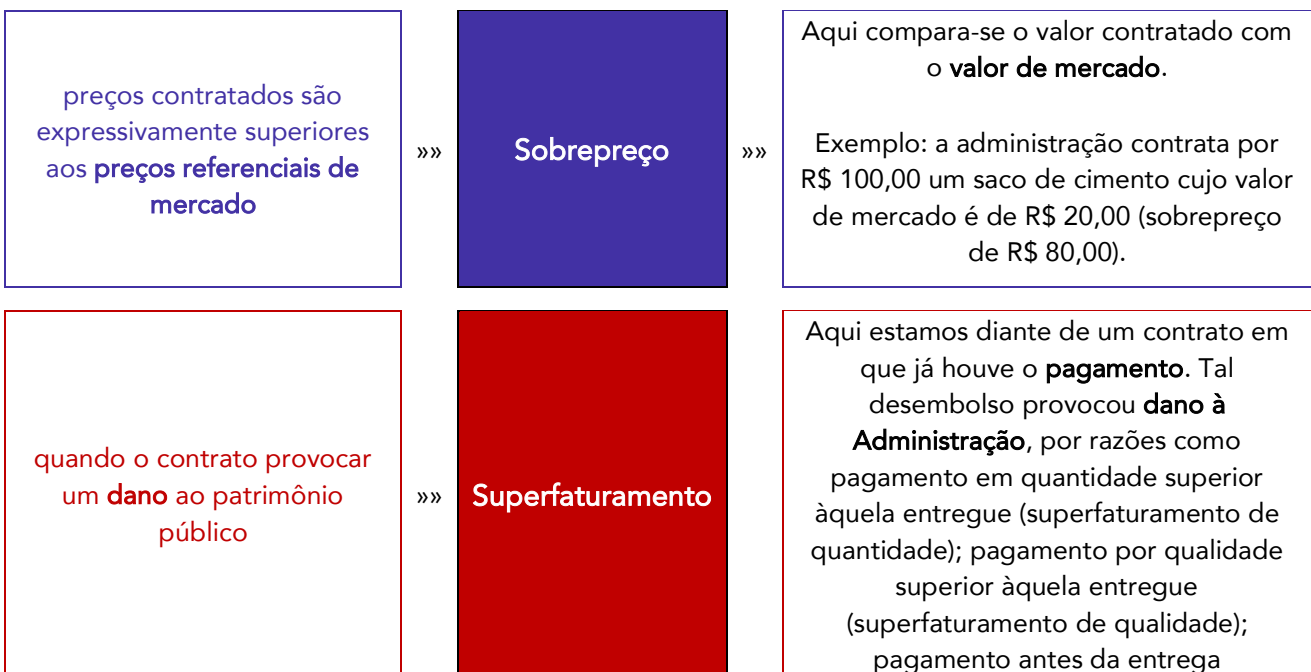 preços contratados são
expressivamente superiores
aos preços referenciais de
mercado
»»
Sobrepreço
»»
Aqui compara-se o valor contratado com
o valor de mercado.
Exemplo: a administração contrata por
R$ 100,00 um saco de cimento cujo valor
de mercado é de R$ 20,00 (sobrepreço
de R$ 80,00).
quando o contrato provocar
um dano ao patrimônio
público
»»
Superfaturamento
»»
Aqui estamos diante de um contrato em
que já houve o pagamento. Tal
desembolso provocou dano à
Administração, por razões como
pagamento em quantidade superior
àquela entregue (superfaturamento de
quantidade); pagamento por qualidade
superior àquela entregue
(superfaturamento de qualidade);
pagamento antes da entrega